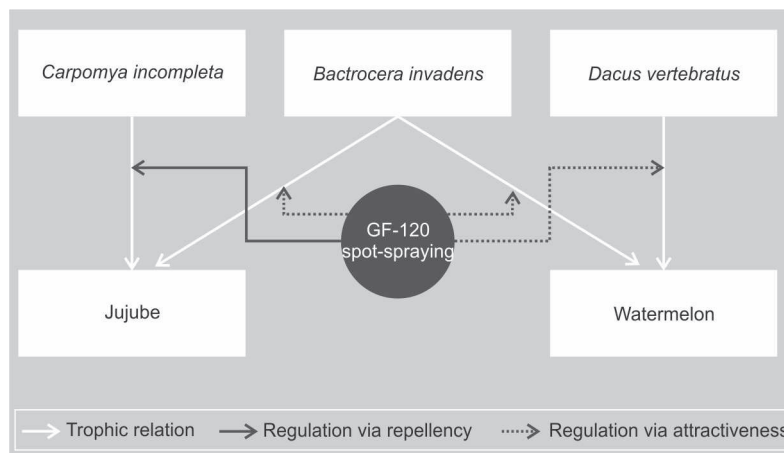 Carpomya incompleta
Bactrocera invadens
Dacus vertebratus
GF-120
spot-spraying
Jujube
Watermelon
Trophic relation
Regulation via repellency
Regulation via attractiveness